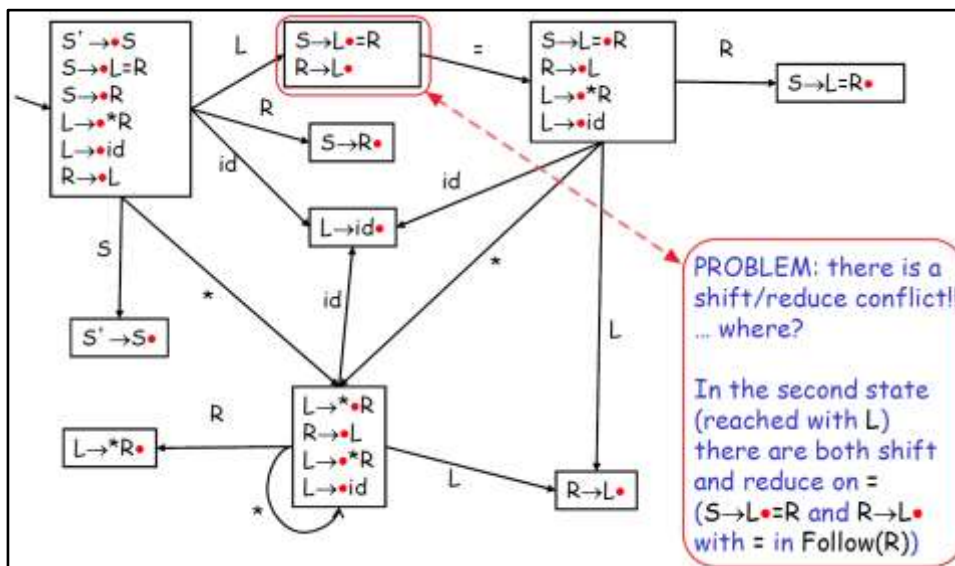 S' →•S
S→•L=R
S→•R
L→•*R
L→•id
R→•L
L
S→L•=R
R→L•
=
S→L=•R
R→•L
L→•*R
L→•id
R
S→L=R•
R
S→R•
id
id
L→id•
S
*
id
*
L
S' →S•
PROBLEM: there is a
shift/reduce conflict!!
… where?
In the second state
(reached with L)
there are both shift
and reduce on =
(S→L•=R and R→L•
with = in Follow(R))
R
L→*R•
L→*•R
R→•L
L→•*R
L→•id
*
L
R→L•